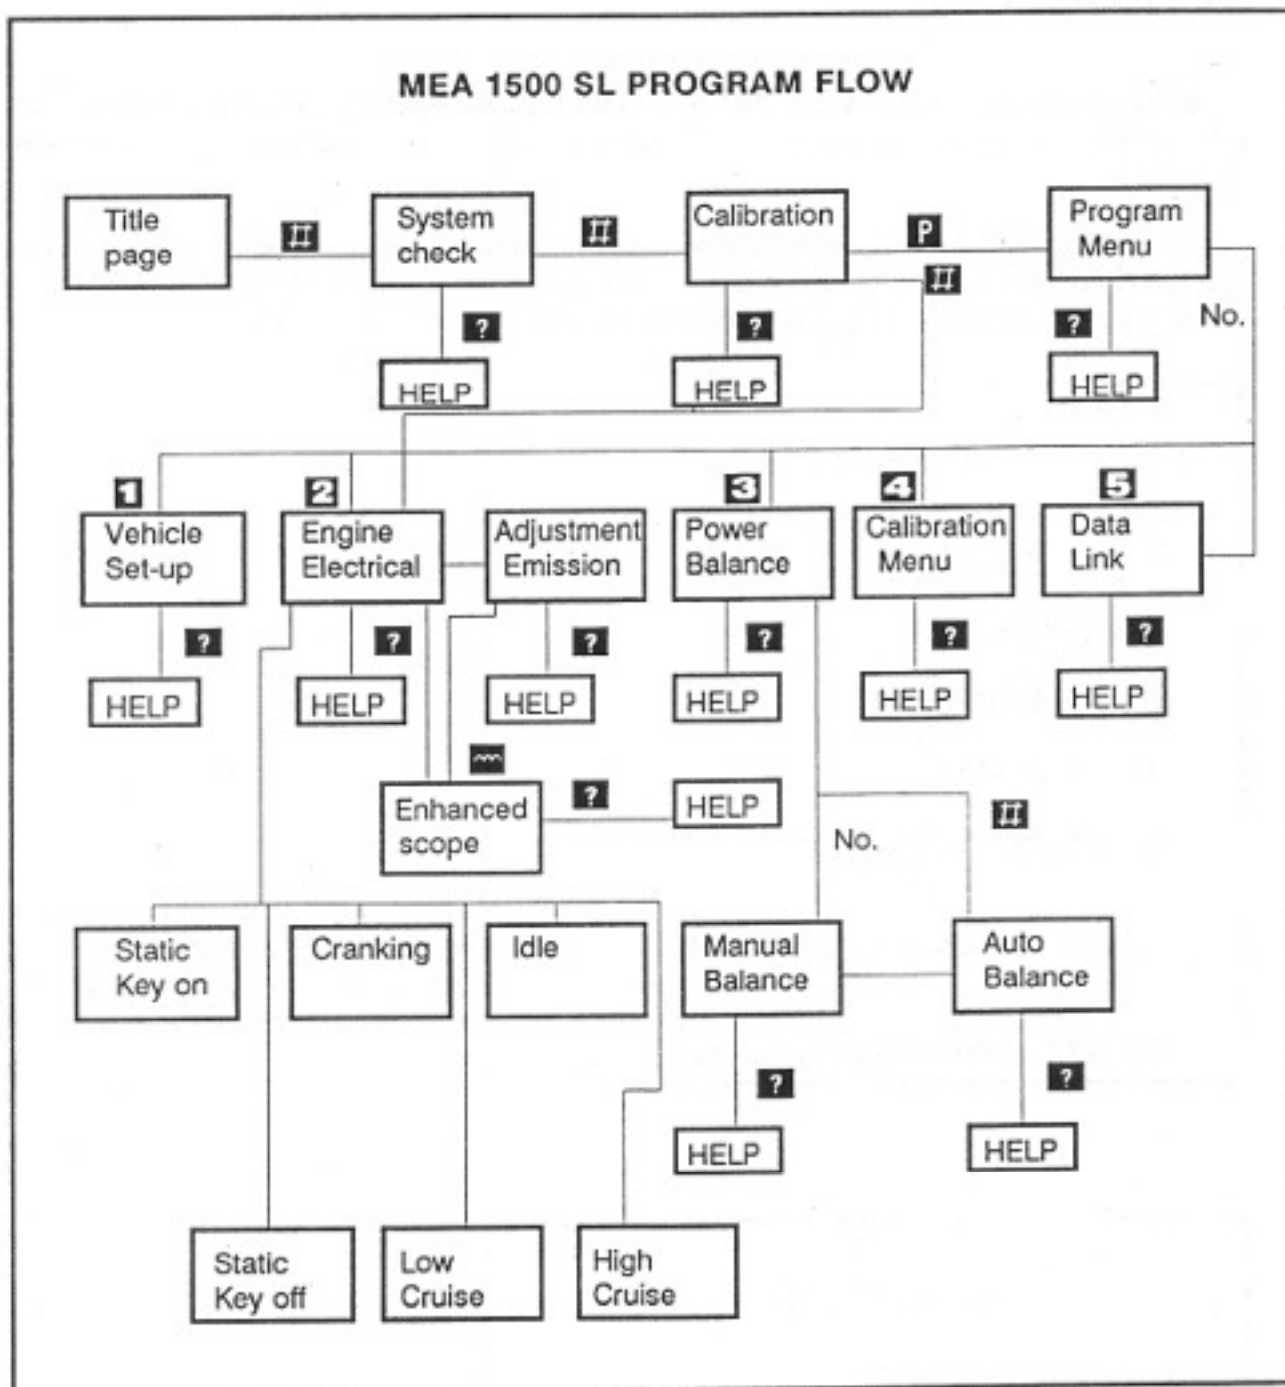 MEA 1500 SL PROGRAM FLOW
Title
page
#
System
check
#
Calibration
P
#
Program
Menu
?
?
?
No.
HELP
HELP
HELP
1
2
3
4
5
Vehicle
Set-up
Engine
Electrical
Adjustment
Emission
Power
Balance
Calibration
Menu
Data
Link
?
?
?
?
?
?
HELP
HELP
HELP
HELP
HELP
HELP
Enhanced
scope
?
HELP
#
No.
Static
Key on
Cranking
Idle
Manual
Balance
Auto
Balance
?
?
HELP
HELP
Static
Key off
Low
Cruise
High
Cruise